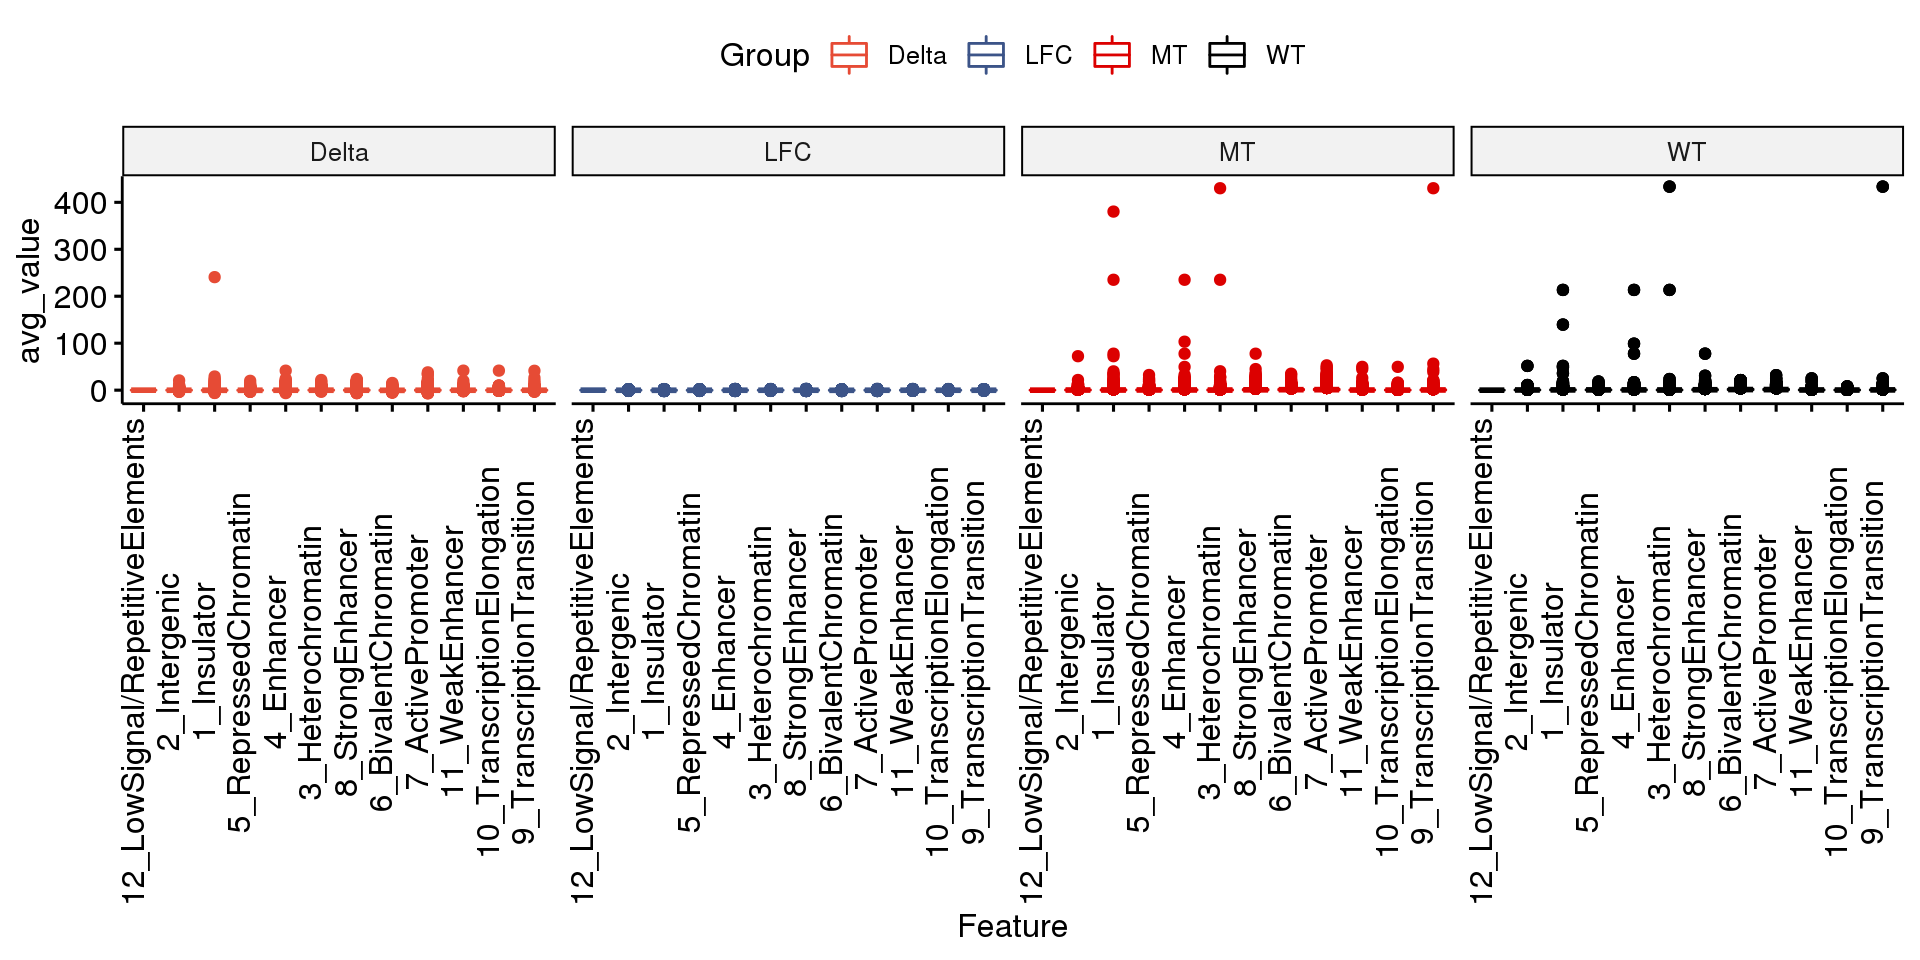 Group Delta LFC MT WT
Delta LFC MT WT
avg_value
400
300
200
100
0
12_LowSignal/RepetitiveElements
2_Intergenic
1_Insulator
5_RepressedChromatin
4_Enhancer
3_Heterochromatin
8_StrongEnhancer
6_BivalentChromatin
7_ActivePromoter
11_WeakEnhancer
10_TranscriptionElongation
9_TranscriptionTransition
12_LowSignal/RepetitiveElements
2_Intergenic
1_Insulator
5_RepressedChromatin
4_Enhancer
3_Heterochromatin
8_StrongEnhancer
6_BivalentChromatin
7_ActivePromoter
11_WeakEnhancer
10_TranscriptionElongation
9_TranscriptionTransition
12_LowSignal/RepetitiveElements
2_Intergenic
1_Insulator
5_RepressedChromatin
4_Enhancer
3_Heterochromatin
8_StrongEnhancer
6_BivalentChromatin
7_ActivePromoter
11_WeakEnhancer
10_TranscriptionElongation
9_TranscriptionTransition
12_LowSignal/RepetitiveElements
2_Intergenic
1_Insulator
5_RepressedChromatin
4_Enhancer
3_Heterochromatin
8_StrongEnhancer
6_BivalentChromatin
7_ActivePromoter
11_WeakEnhancer
10_TranscriptionElongation
9_TranscriptionTransition
Feature